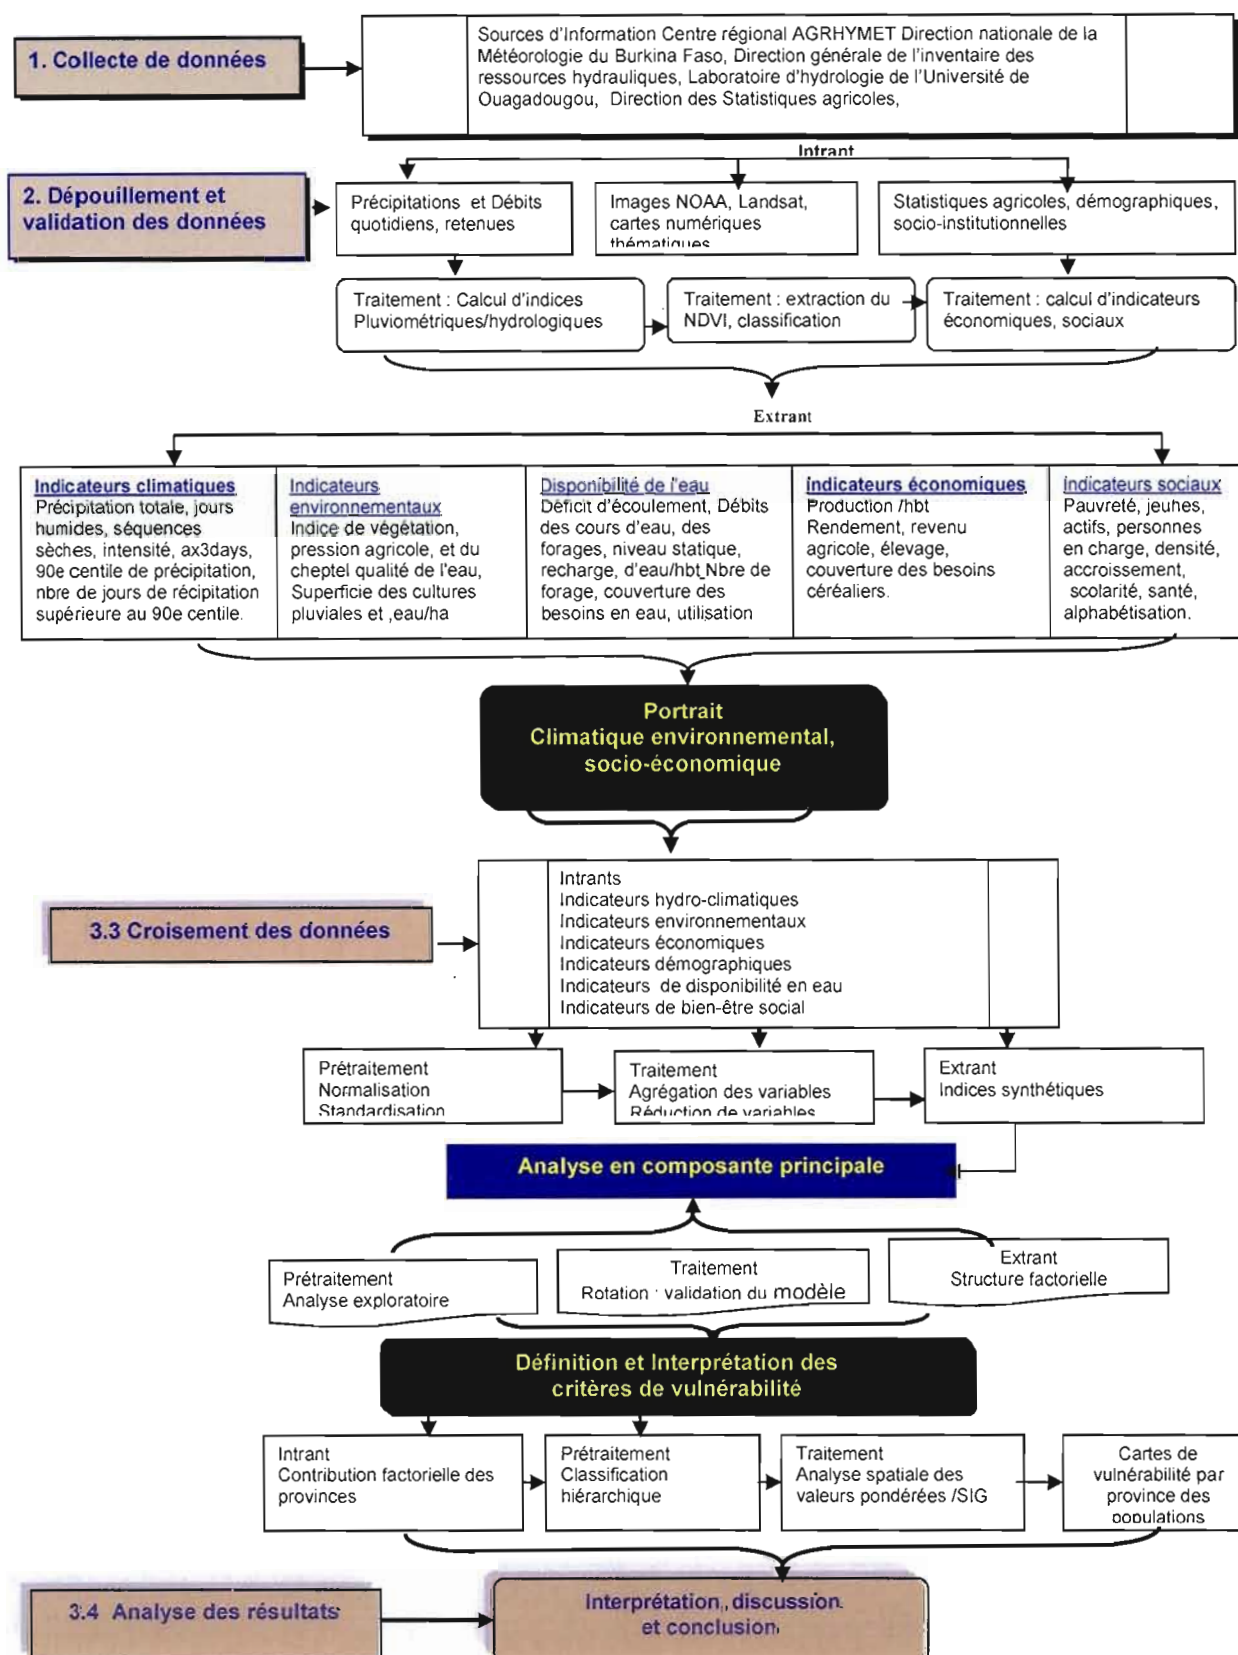 1. Collecte de données
Sources d'Information Centre régional AGRHYMET Direction nationale de la
Météorologie du Burkina Faso, Direction générale de l'inventaire des
ressources hydrauliques, Laboratoire d'hydrologie de l'Université de
Ouagadougou, Direction des Statistiques agricoles,
Intrant
2. Dépouillement et
validation des données
Précipitations et Débits
quotidiens, retenues
Images NOAA, Landsat,
cartes numériques
thématiques
Statistiques agricoles, démographiques,
socio-institutionnelles
Traitement : Calcul d'indices
Pluviométriques/hydrologiques
Traitement : extraction du
NDVI, classification
Traitement : calcul d'indicateurs
économiques, sociaux
Extrant
Indicateurs climatiques
Précipitation totale, jours
humides, séquences
sèches, intensité, ax3days,
90e centile de précipitation,
nbre de jours de récipitation
supérieure au 90e centile.
Indicateurs
environnementaux
Indice de végétation,
pression agricole, et du
cheptel qualité de l'eau,
Superficie des cultures
pluviales et ,eau/ha
Disponibilité de l'eau
Déficit d'écoulement, Débits
des cours d'eau, des
forages, niveau statique,
recharge, d'eau/hbt Nbre de
forage, couverture des
besoins en eau, utilisation
indicateurs économiques
Production /hbt
Rendement, revenu
agricole, élevage,
couverture des besoins
céréaliers.
Indicateurs sociaux
Pauvreté, jeuhes,
actifs, personnes
en charge, densité,
accroissement,
scolarité, santé,
alphabétisation.
Portrait
Climatique environnemental,
socio-économique
3.3 Croisement des données
Intrants
Indicateurs hydro-climatiques
Indicateurs environnementaux
Indicateurs économiques
Indicateurs démographiques
Indicateurs de disponibilité en eau
Indicateurs de bien-être social
Prétraitement
Normalisation
Standardisation
Traitement
Agrégation des variables
Réduction de variables
Extrant
Indices synthétiques
Analyse en composante principale
Prétraitement
Analyse exploratoire
Traitement
Rotation : validation du modèle
Extrant
Structure factorielle
Définition et Interprétation des
critères de vulnérabilité
Intrant
Contribution factorielle des
provinces
Prétraitement
Classification
hiérarchique
Traitement
Analyse spatiale des
valeurs pondérées /SIG
Cartes de
vulnérabilité par
province des
populations
3.4 Analyse des résultats
Interprétation, discussion
et conclusion